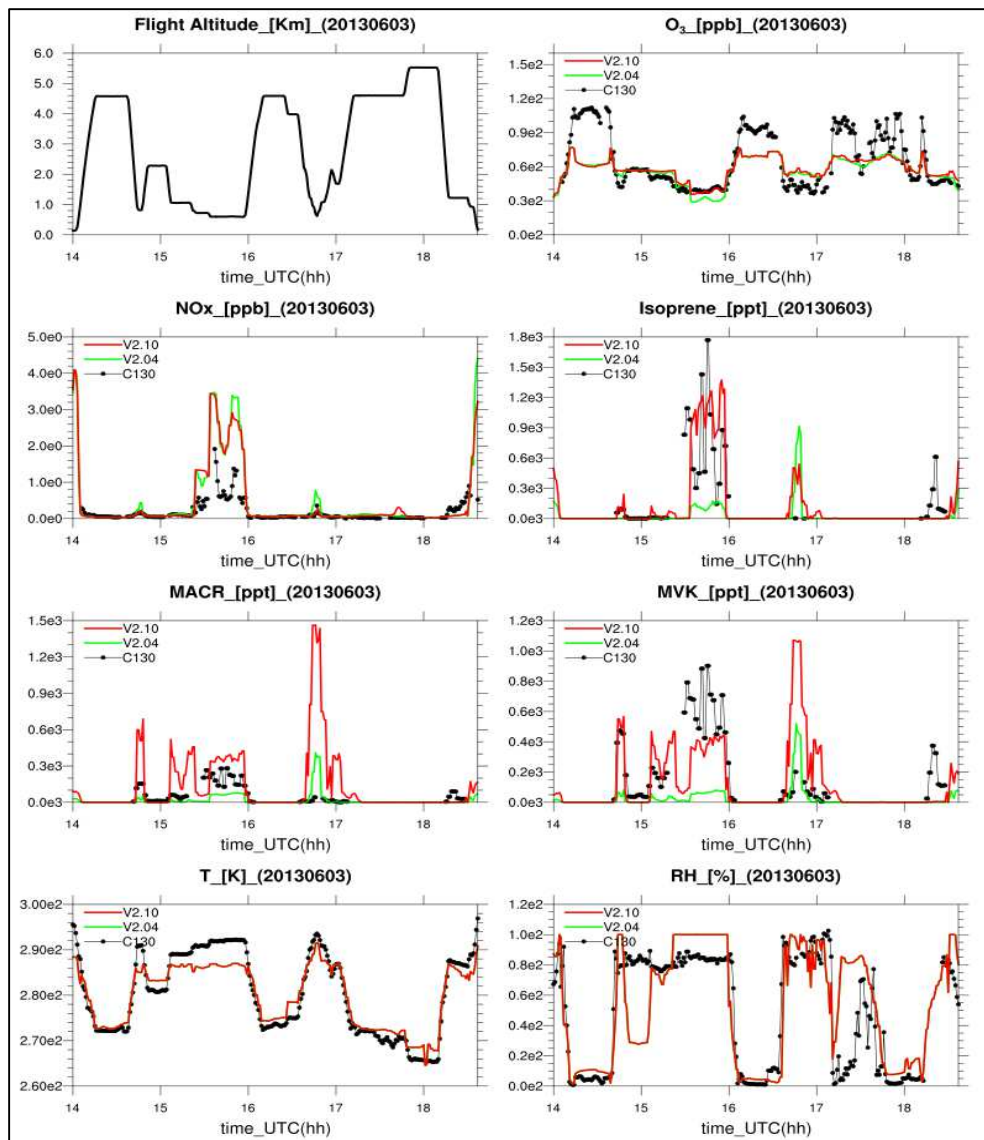 Flight Altitude_[Km]_(20130603)
6.0
5.0
4.0
3.0
2.0
1.0
0.0
14 15 16 17 18
time_UTC(hh)
O₃_[ppb]_(20130603)
V2.10
V2.04
C130
1.5e2
1.2e2
0.9e2
0.6e2
0.3e2
0.0e2
14 15 16 17 18
time_UTC(hh)
NOx_[ppb]_(20130603)
V2.10
V2.04
C130
5.0e0
4.0e0
3.0e0
2.0e0
1.0e0
0.0e0
14 15 16 17 18
time_UTC(hh)
Isoprene_[ppt]_(20130603)
V2.10
V2.04
C130
1.8e3
1.5e3
1.2e3
0.9e3
0.6e3
0.3e3
0.0e3
14 15 16 17 18
time_UTC(hh)
MACR_[ppt]_(20130603)
V2.10
V2.04
C130
1.5e3
1.2e3
0.9e3
0.6e3
0.3e3
0.0e3
14 15 16 17 18
time_UTC(hh)
MVK_[ppt]_(20130603)
V2.10
V2.04
C130
1.2e3
1.0e3
0.8e3
0.6e3
0.4e3
0.2e3
0.0e3
14 15 16 17 18
time_UTC(hh)
T_[K]_(20130603)
V2.10
V2.04
C130
3.00e2
2.90e2
2.80e2
2.70e2
2.60e2
14 15 16 17 18
time_UTC(hh)
RH_[%]_(20130603)
V2.10
V2.04
C130
1.2e2
1.0e2
0.8e2
0.6e2
0.4e2
0.2e2
0.0e2
14 15 16 17 18
time_UTC(hh)